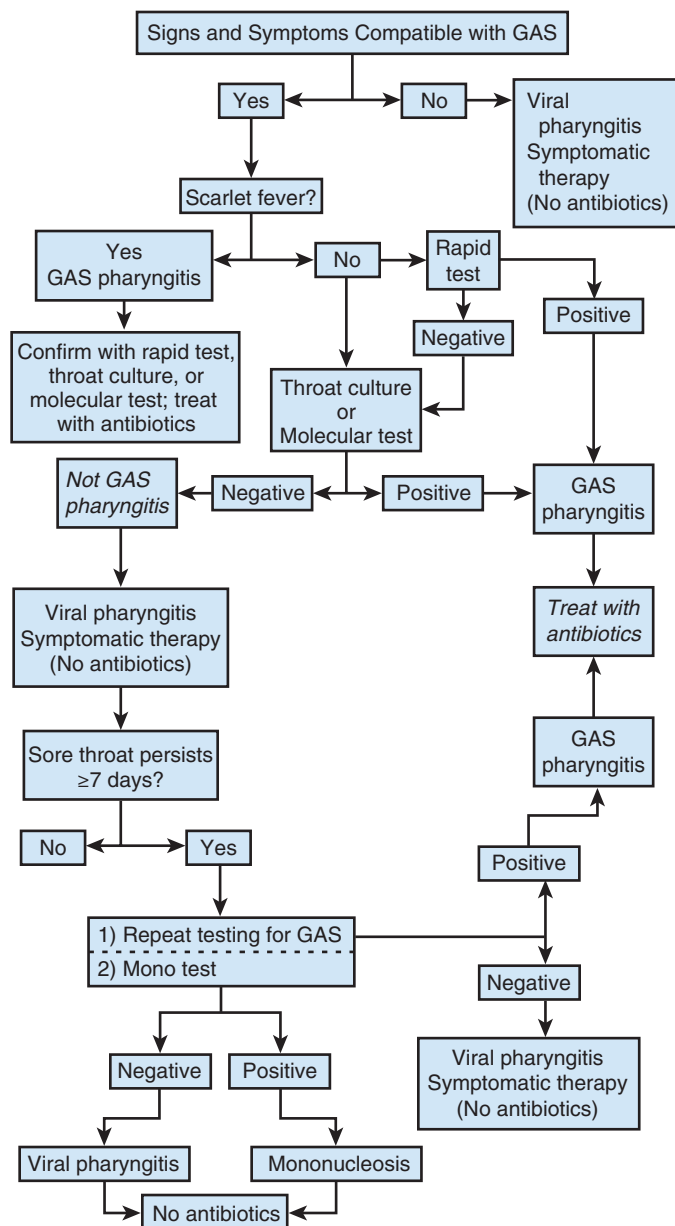 Signs and Symptoms Compatible with GAS
Yes
No
Viral
pharyngitis
Symptomatic
therapy
(No antibiotics)
Scarlet fever?
Yes
GAS pharyngitis
No
Rapid
test
Positive
Negative
Confirm with rapid test,
throat culture, or
molecular test; treat
with antibiotics
Throat culture
or
Molecular test
Not GAS
pharyngitis
Negative
Positive
GAS
pharyngitis
Treat with
antibiotics
Viral pharyngitis
Symptomatic therapy
(No antibiotics)
GAS
pharyngitis
Sore throat persists
≥7 days?
No
Yes
Positive
1) Repeat testing for GAS
2) Mono test
Negative
Viral pharyngitis
Symptomatic therapy
(No antibiotics)
Negative
Positive
Viral pharyngitis
Mononucleosis
No antibiotics